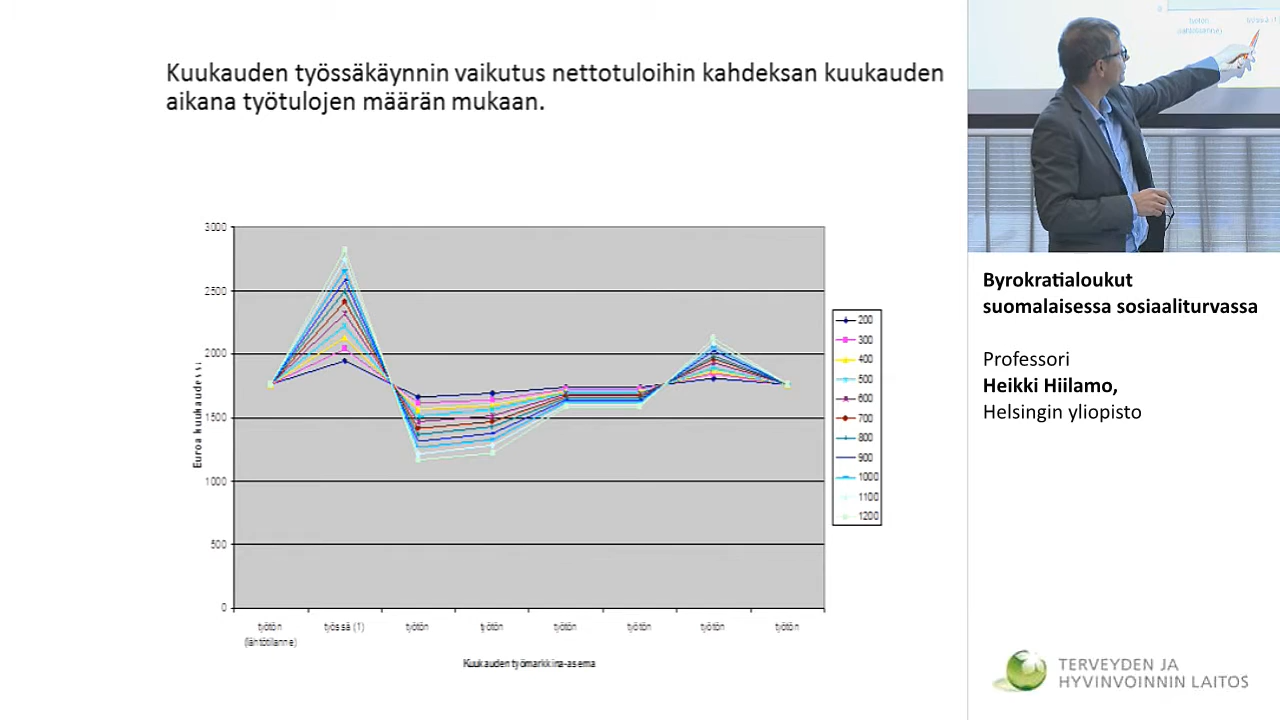 Kuukauden työssäkäynnin vaikutus nettotuloihin kahdeksan kuukauden
aikana työtulojen määrän mukaan.
3000
2500
2000
1500
1000
500
0
Euroa kuukaudessa
työtön
(lähtötilanne)
työssä (1)
työtön
työtön
työtön
työtön
työtön
työtön
Kuukauden työmarkkina-asema
200
300
400
500
600
700
800
900
1000
1100
1200
työtön
(lähtötilanne)
Byrokratialoukut
suomalaisessa sosiaaliturvassa
Professori
Heikki Hiilamo,
Helsingin yliopisto
TERVEYDEN JA
HYVINVOINNIN LAITOS